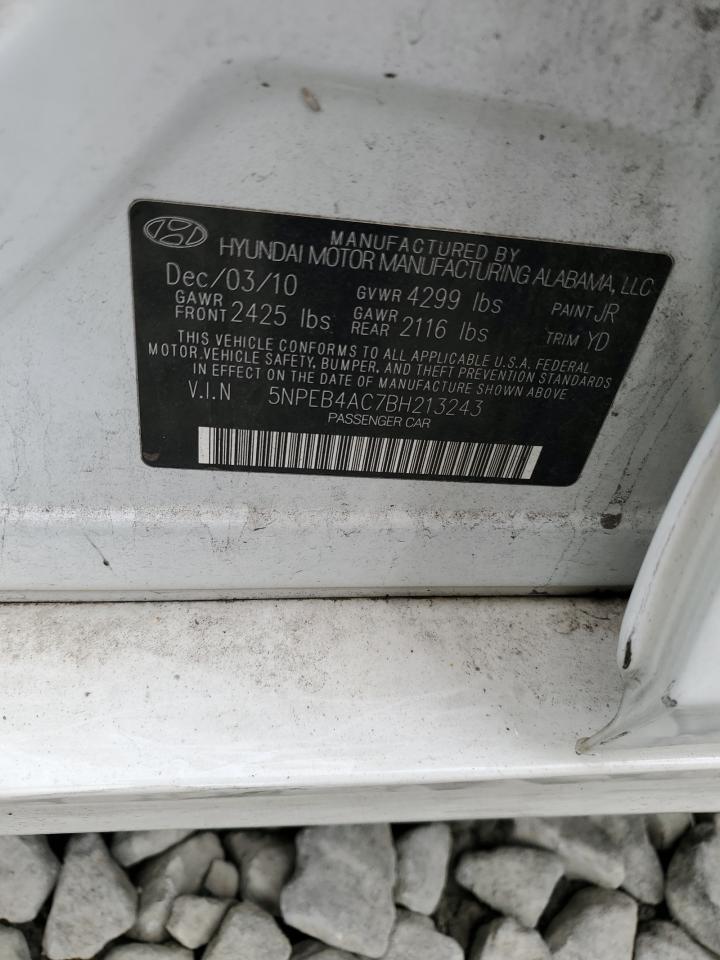 MANUFACTURED BY
HYUNDAI MOTOR MANUFACTURING ALABAMA, LLC
Dec/03/10 GVWR 4299 lbs PAINT JR
GAWR FRONT 2425 lbs GAWR REAR 2116 lbs TRIM YD
THIS VEHICLE CONFORMS TO ALL APPLICABLE U.S.A. FEDERAL
MOTOR VEHICLE SAFETY, BUMPER, AND THEFT PREVENTION STANDARDS
IN EFFECT ON THE DATE OF MANUFACTURE SHOWN ABOVE.
V.I.N 5NPEB4AC7BH213243
PASSENGER CAR